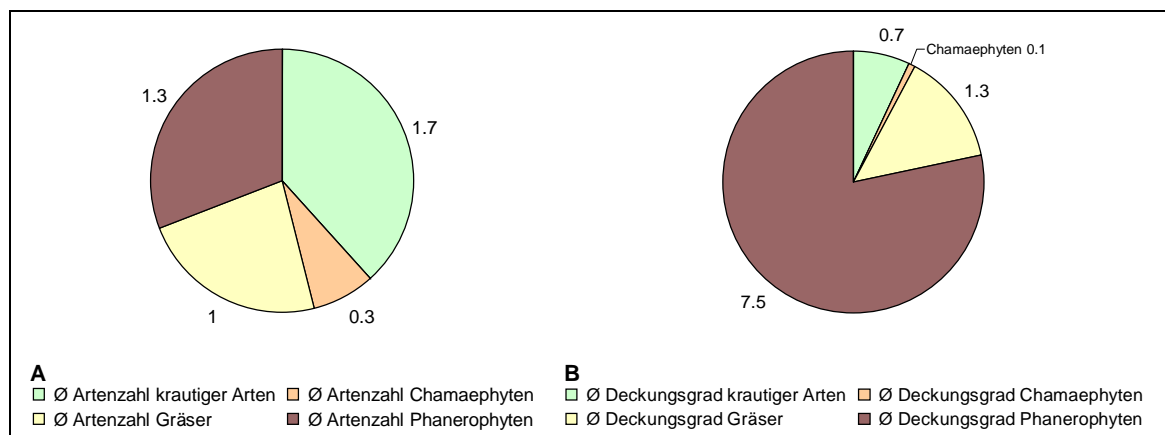 1.3
1.7
1
0.3
A
Ø Artenzahl krautiger Arten
Ø Artenzahl Chamaephyten
Ø Artenzahl Gräser
Ø Artenzahl Phanerophyten
0.7
Chamaephyten 0.1
1.3
7.5
B
Ø Deckungsgrad krautiger Arten
Ø Deckungsgrad Chamaephyten
Ø Deckungsgrad Gräser
Ø Deckungsgrad Phanerophyten